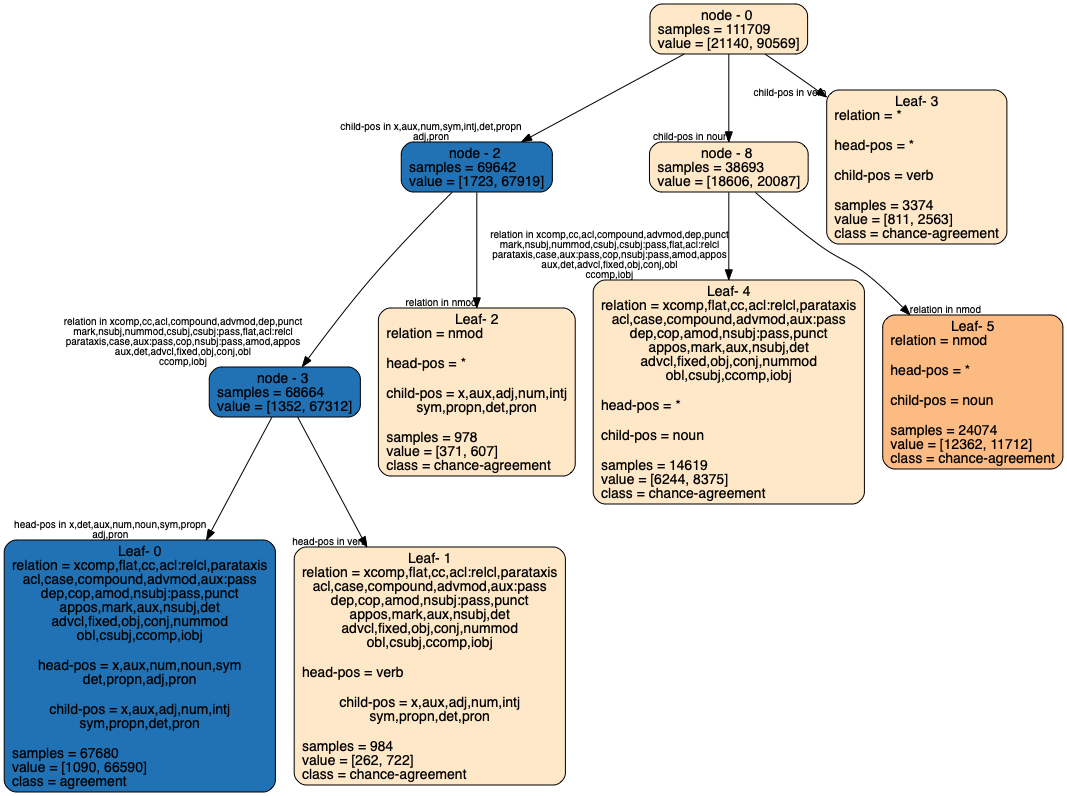 node - 0
samples = 111709
value = [21140, 90569]
child-pos in verb
Leaf- 3
relation = *
head-pos = *
child-pos = verb
samples = 3374
value = [811, 2563]
class = chance-agreement
child-pos in x,aux,num,sym,intj,det,propn
adj,pron
node - 2
samples = 69642
value = [1723, 67919]
child-pos in noun
node - 8
samples = 38693
value = [18606, 20087]
relation in xcomp,cc,acl,compound,advmod,dep,punct
mark,nsubj,nummod,csubj,csubj:pass,flat,acl:relcl
parataxis,case,aux:pass,cop,nsubj:pass,amod,appos
aux,det,advcl,fixed,obj,conj,obl
ccomp,iobj
Leaf- 4
relation = xcomp,flat,cc,acl:relcl,parataxis
acl,case,compound,advmod,aux:pass
dep,cop,amod,nsubj:pass,punct
appos,mark,aux,nsubj,det
advcl,fixed,obj,conj,nummod
obl,csubj,ccomp,iobj
head-pos = *
child-pos = noun
samples = 14619
value = [6244, 8375]
class = chance-agreement
relation in nmod
Leaf- 5
relation = nmod
head-pos = *
child-pos = noun
samples = 24074
value = [12362, 11712]
class = chance-agreement
relation in nmod
Leaf- 2
relation = nmod
head-pos = *
child-pos = x,aux,adj,num,intj
sym,propn,det,pron
samples = 978
value = [371, 607]
class = chance-agreement
relation in xcomp,cc,acl,compound,advmod,dep,punct
mark,nsubj,nummod,csubj,csubj:pass,flat,acl:relcl
parataxis,case,aux:pass,cop,nsubj:pass,amod,appos
aux,det,advcl,fixed,obj,conj,obl
ccomp,iobj
node - 3
samples = 68664
value = [1352, 67312]
head-pos in x,det,aux,num,noun,sym,propn
adj,pron
Leaf- 0
relation = xcomp,flat,cc,acl:relcl,parataxis
acl,case,compound,advmod,aux:pass
dep,cop,amod,nsubj:pass,punct
appos,mark,aux,nsubj,det
advcl,fixed,obj,conj,nummod
obl,csubj,ccomp,iobj
head-pos = x,aux,num,noun,sym
det,propn,adj,pron
child-pos = x,aux,adj,num,intj
sym,propn,det,pron
samples = 67680
value = [1090, 66590]
class = agreement
head-pos in verb
Leaf- 1
relation = xcomp,flat,cc,acl:relcl,parataxis
acl,case,compound,advmod,aux:pass
dep,cop,amod,nsubj:pass,punct
appos,mark,aux,nsubj,det
advcl,fixed,obj,conj,nummod
obl,csubj,ccomp,iobj
head-pos = verb
child-pos = x,aux,adj,num,intj
sym,propn,det,pron
samples = 984
value = [262, 722]
class = chance-agreement